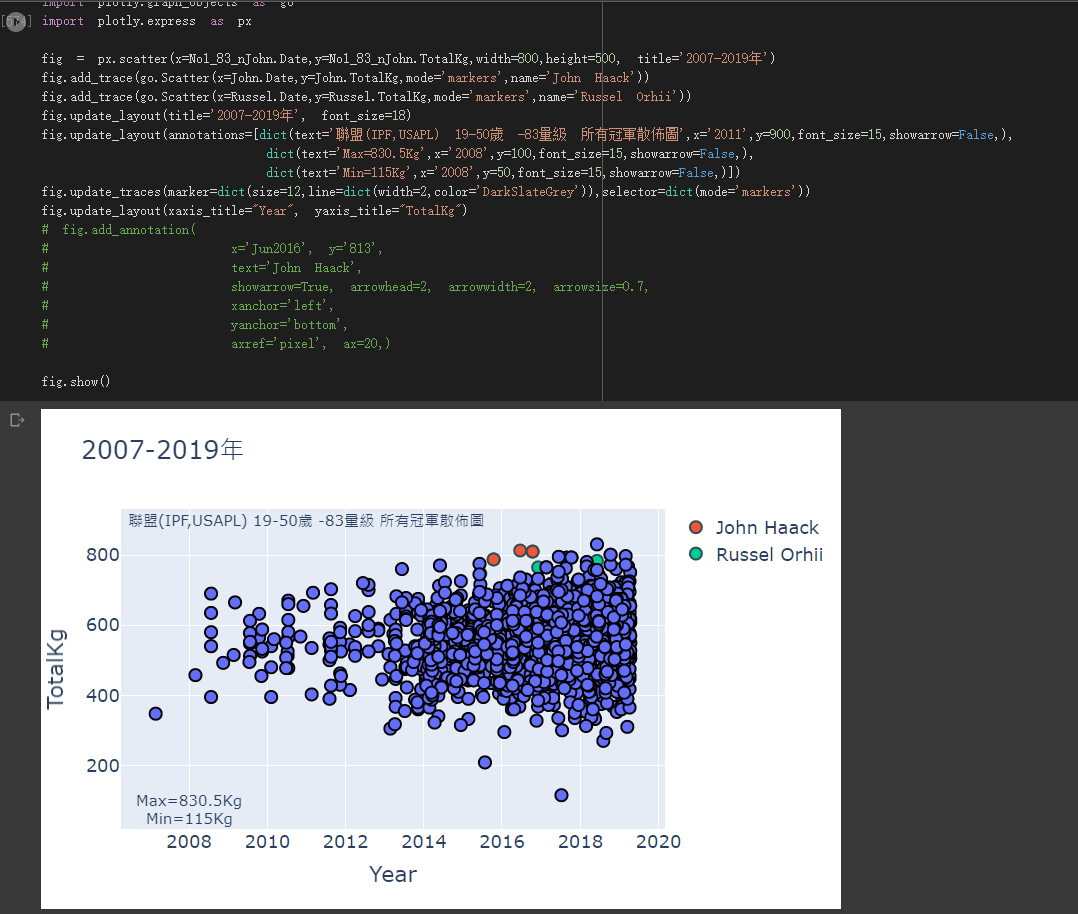 import plotly.graph_objects as go
import plotly.express as px
fig = px.scatter(x=No1_83_nJohn.Date,y=No1_83_nJohn.TotalKg,width=800,height=500, title='2007-2019年')
fig.add_trace(go.Scatter(x=John.Date,y=John.TotalKg,mode='markers',name='John Haack'))
fig.add_trace(go.Scatter(x=Russel.Date,y=Russel.TotalKg,mode='markers',name='Russel Orhii'))
fig.update_layout(title='2007-2019年', font_size=18)
fig.update_layout(annotations=[dict(text='聯盟(IPF,USAPL) 19-50歲 -83量級 所有冠軍散佈圖',x='2011',y=900,font_size=15,showarrow=False,),
dict(text='Max=830.5Kg',x='2008',y=100,font_size=15,showarrow=False,),
dict(text='Min=115Kg',x='2008',y=50,font_size=15,showarrow=False,)])
fig.update_traces(marker=dict(size=12,line=dict(width=2,color='DarkSlateGrey')),selector=dict(mode='markers'))
fig.update_layout(xaxis_title="Year", yaxis_title="TotalKg")
# fig.add_annotation(
# x='Jun2016', y='813',
# text='John Haack',
# showarrow=True, arrowhead=2, arrowwidth=2, arrowsize=0.7,
# xanchor='left',
# yanchor='bottom',
# axref='pixel', ax=20,)
fig.show()
2007-2019年
聯盟(IPF,USAPL) 19-50歲 -83量級 所有冠軍散佈圖
John Haack
Russel Orhii
800
600
400
200
TotalKg
Max=830.5Kg
Min=115Kg
2008 2010 2012 2014 2016 2018 2020
Year